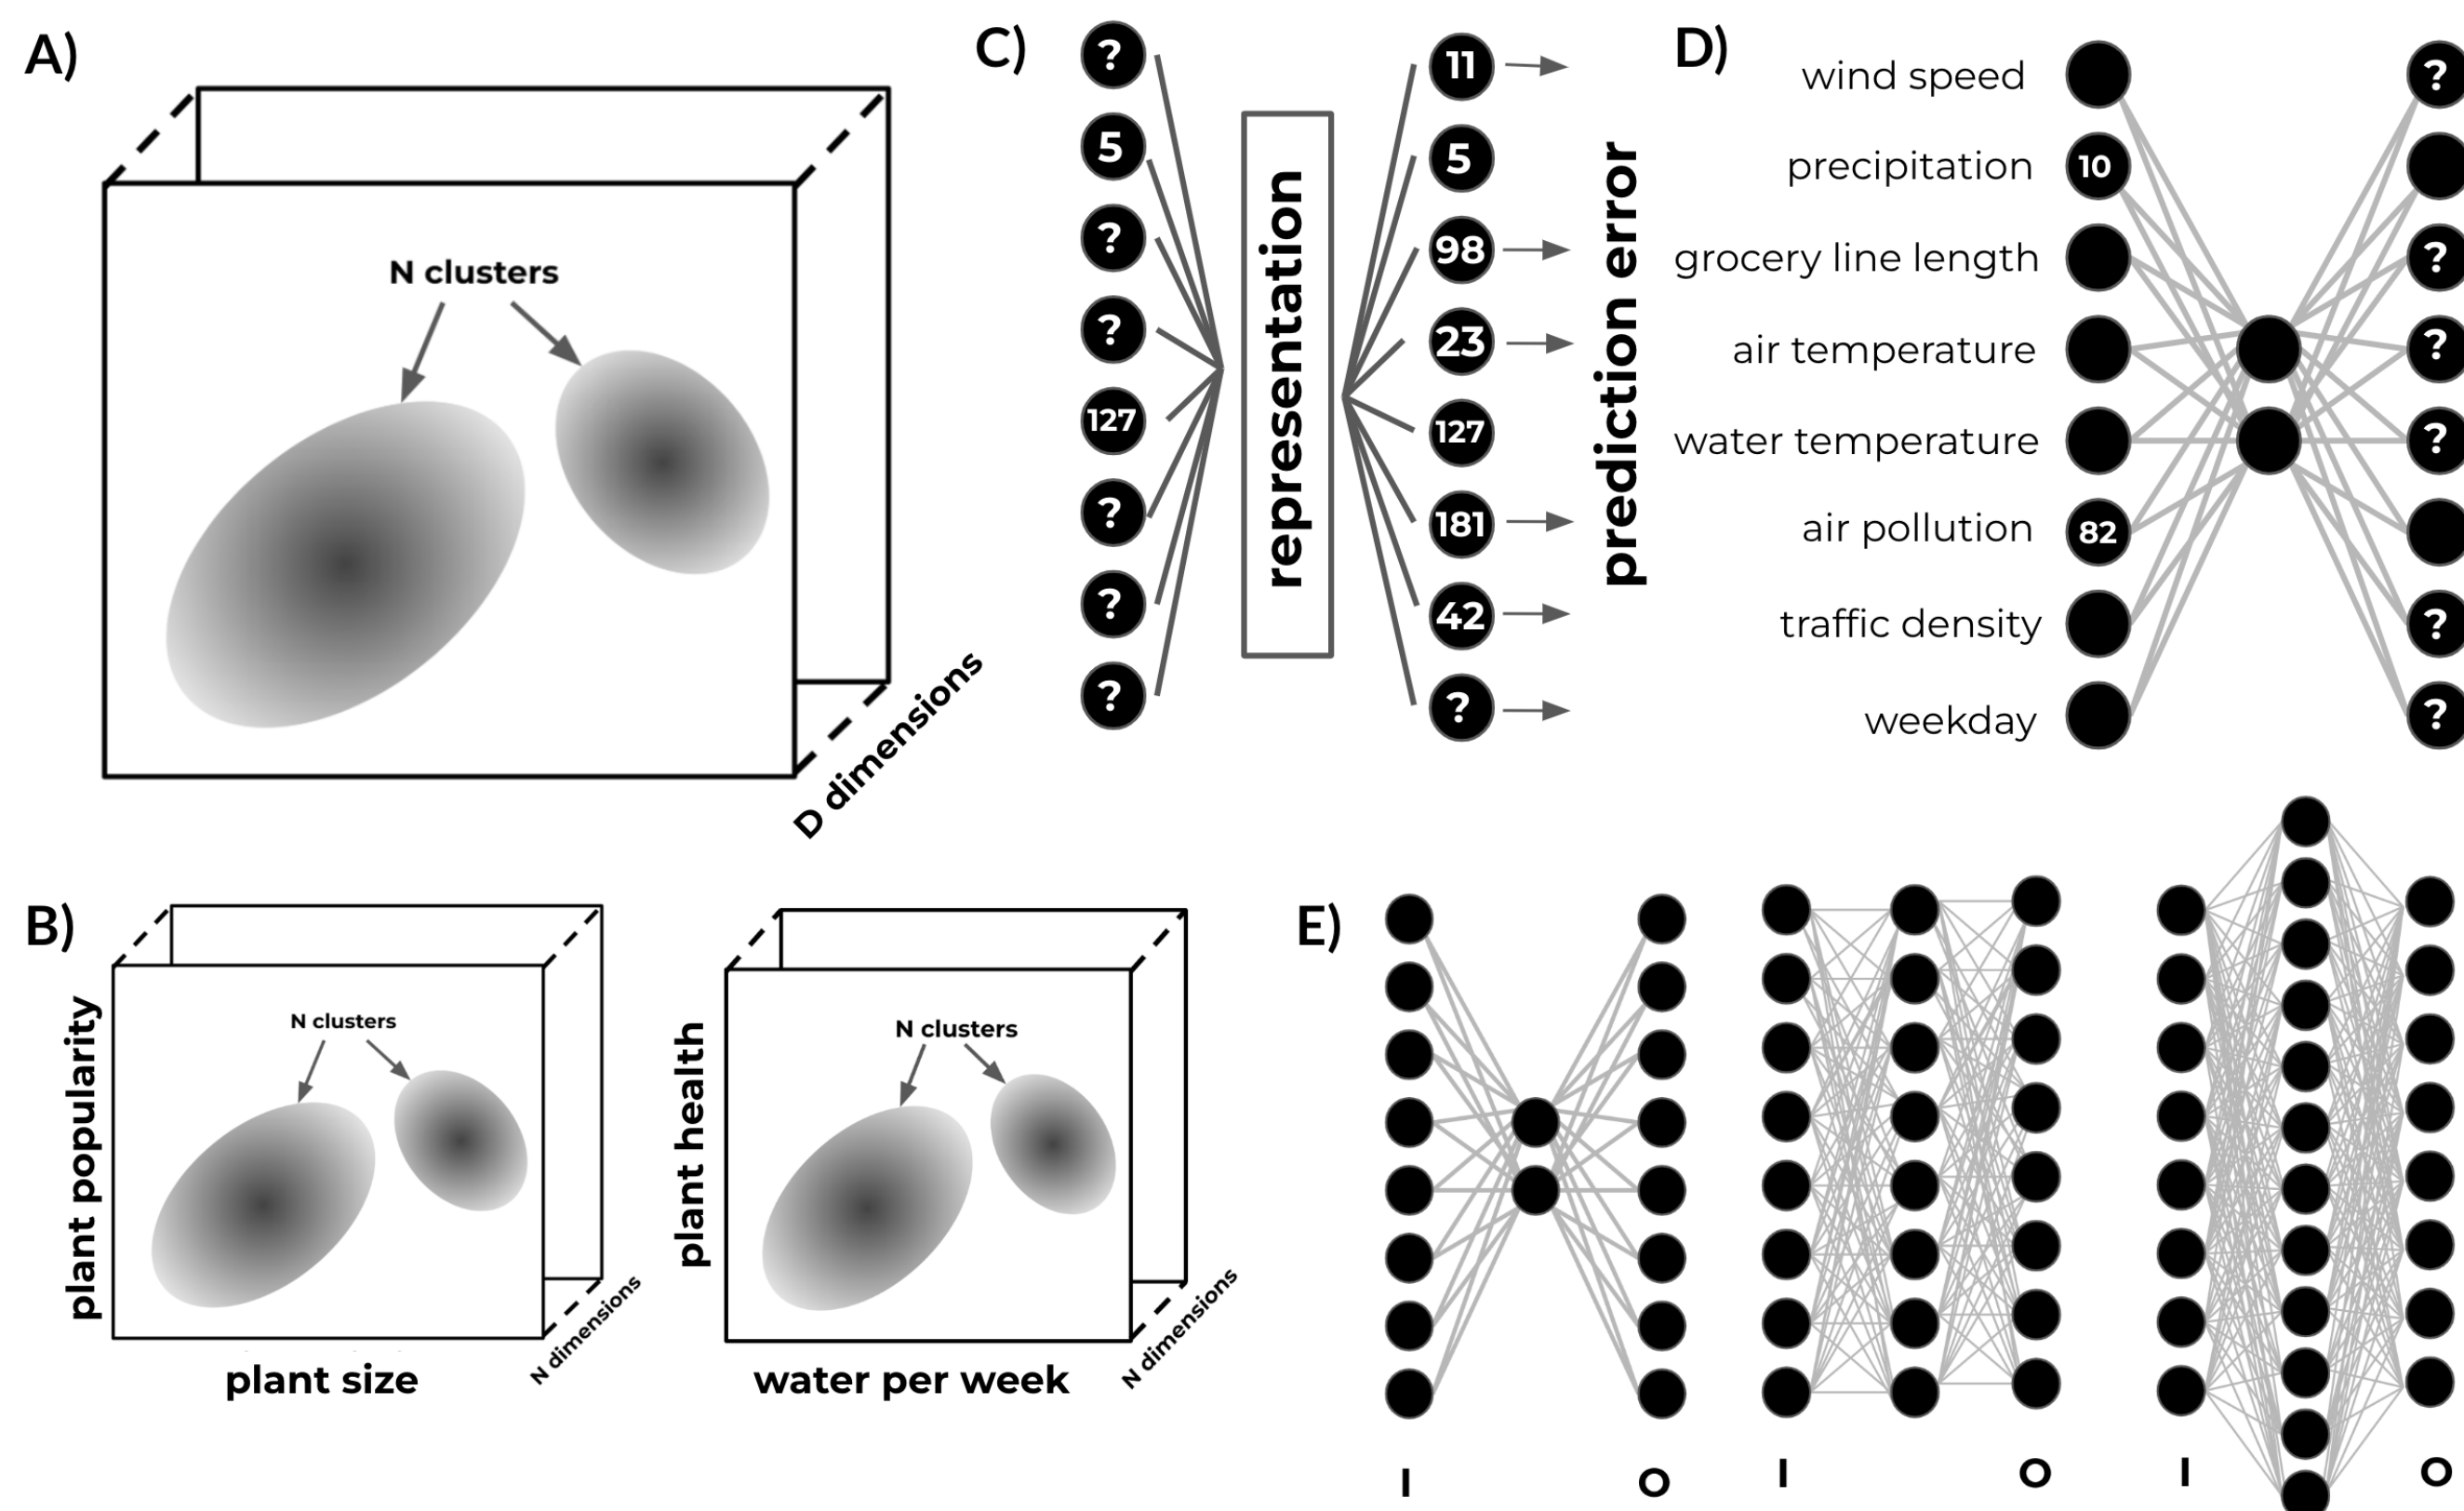 A)
N clusters
D dimensions
B)
plant popularity
N clusters
plant size
N dimensions
plant health
N clusters
water per week
N dimensions
C)
?
5
?
?
127
?
?
?
representation
11
5
98
23
127
181
42
?
prediction error
D)
wind speed
precipitation
grocery line length
air temperature
water temperature
air pollution
traffic density
weekday
10
82
?
?
?
?
?
?
E)
I
O
I
O
I
O